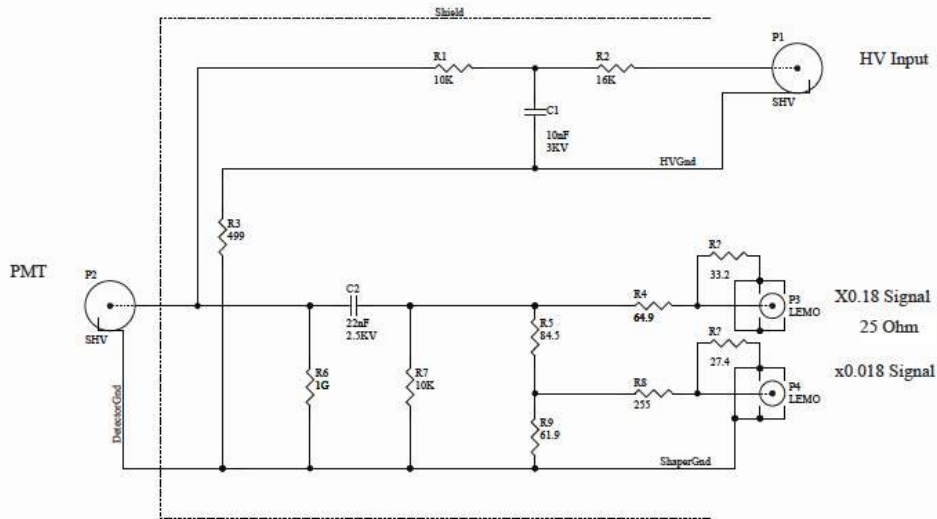 Shield
P1
HV Input
R1
10K
R2
16K
SHV
C1
10nF
3KV
HVGnd
R3
499
PMT
P2
SHV
DetectorGnd
C2
22nF
2.5KV
R6
1G
R7
10K
R5
84.5
R4
64.9
R?
33.2
P3
LEMO
X0.18 Signal
25 Ohm
R?
27.4
x0.018 Signal
R8
255
P4
LEMO
R9
61.9
ShaperGnd